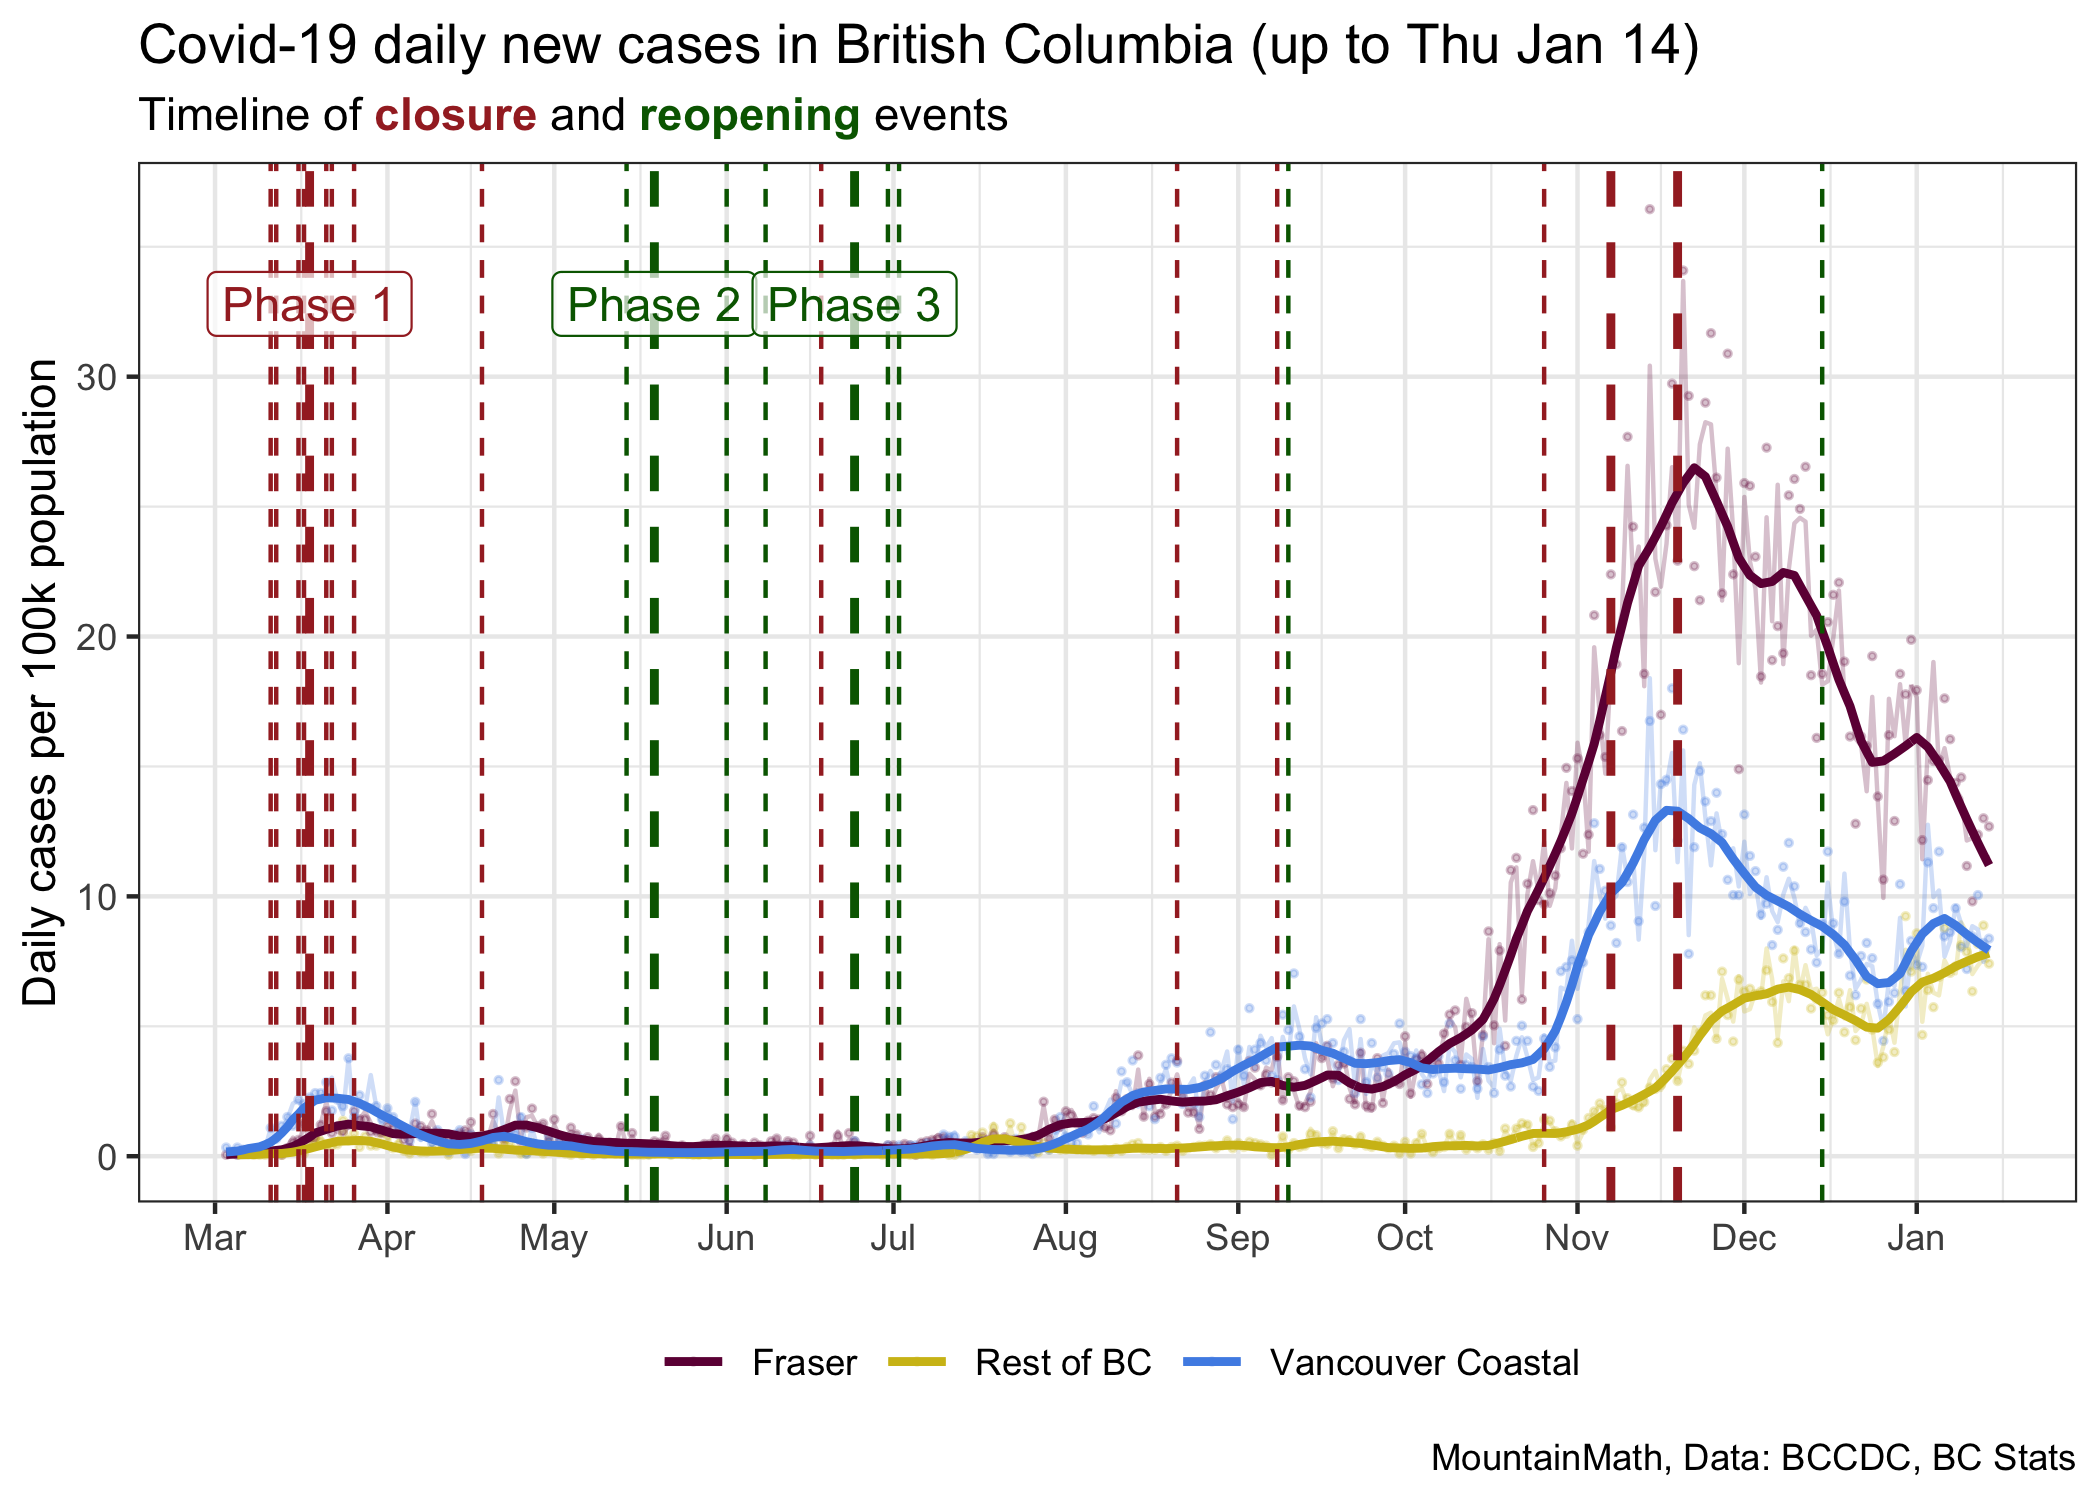 Covid-19 daily new cases in British Columbia (up to Thu Jan 14)
Timeline of closure and reopening events
Daily cases per 100k population
30
20
10
0
Phase 1
Phase 2
Phase 3
Mar Apr May Jun Jul Aug Sep Oct Nov Dec Jan
Fraser Rest of BC Vancouver Coastal
MountainMath, Data: BCCDC, BC Stats